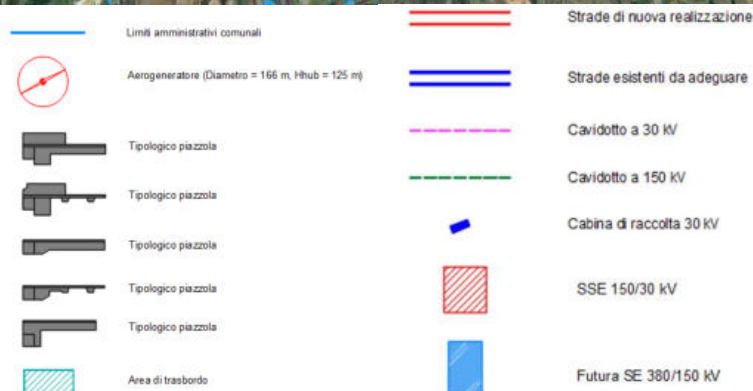 Limiti amministrativi comunali
Aerogeneratore (Diametro = 166 m, Hhub = 125 m)
Tipologico piazzola
Tipologico piazzola
Tipologico piazzola
Tipologico piazzola
Tipologico piazzola
Area di trasbordo
Strade di nuova realizzazione
Strade esistenti da adeguare
Cavidotto a 30 kV
Cavidotto a 150 kV
Cabina di raccolta 30 kV
SSE 150/30 kV
Futura SE 380/150 kV